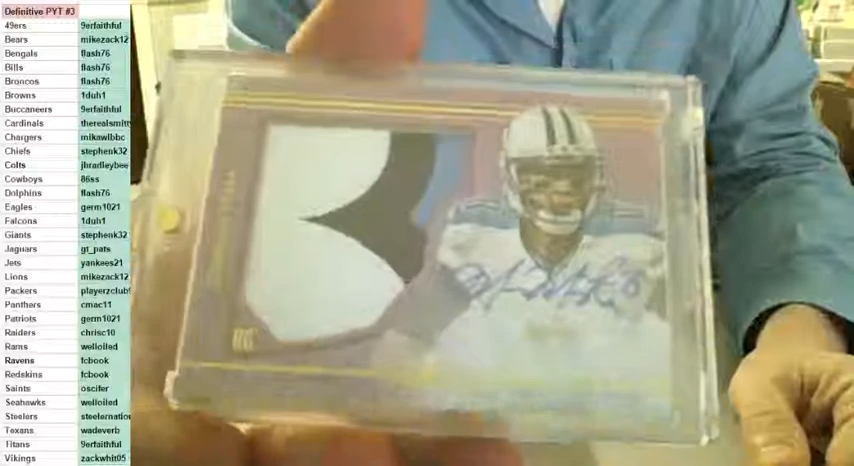 Definitive PYT #3
49ers 9erfaithful
Bears mikezack12
Bengals flash76
Bills flash76
Broncos flash76
Browns 1duh1
Buccaneers 9erfaithful
Cardinals therealsmitt
Chargers mikawlbbc
Chiefs stephenk32
Colts jbradleybee
Cowboys 86ss
Dolphins flash76
Eagles germ1021
Falcons 1duh1
Giants stephenk32
Jaguars gt_pats
Jets yankees21
Lions mikezack12
Packers playerzclub
Panthers cmac11
Patriots germ1021
Raiders chrisc10
Rams welloiled
Ravens fcbook
Redskins fcbook
Saints oscifer
Seahawks welloiled
Steelers steelernation
Texans wadeverb
Titans 9erfaithful
Vikings zackwhit05
RC